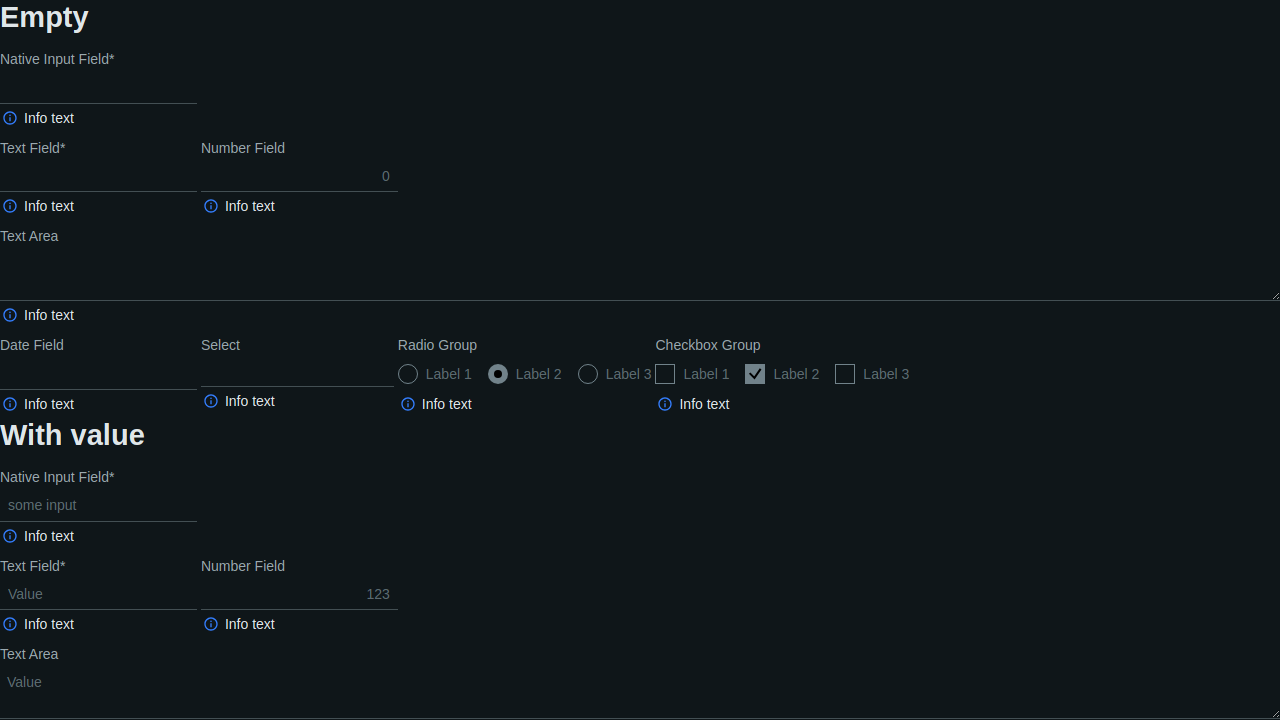 Empty
Native Input Field*
Info text
Text Field* Number Field
0
Info text Info text
Text Area
Info text
Date Field Select Radio Group Checkbox Group
Label 1 Label 2 Label 3 Label 1 Label 2 Label 3
Info text Info text Info text Info text
With value
Native Input Field*
some input
Info text
Text Field* Number Field
Value 123
Info text Info text
Text Area
Value